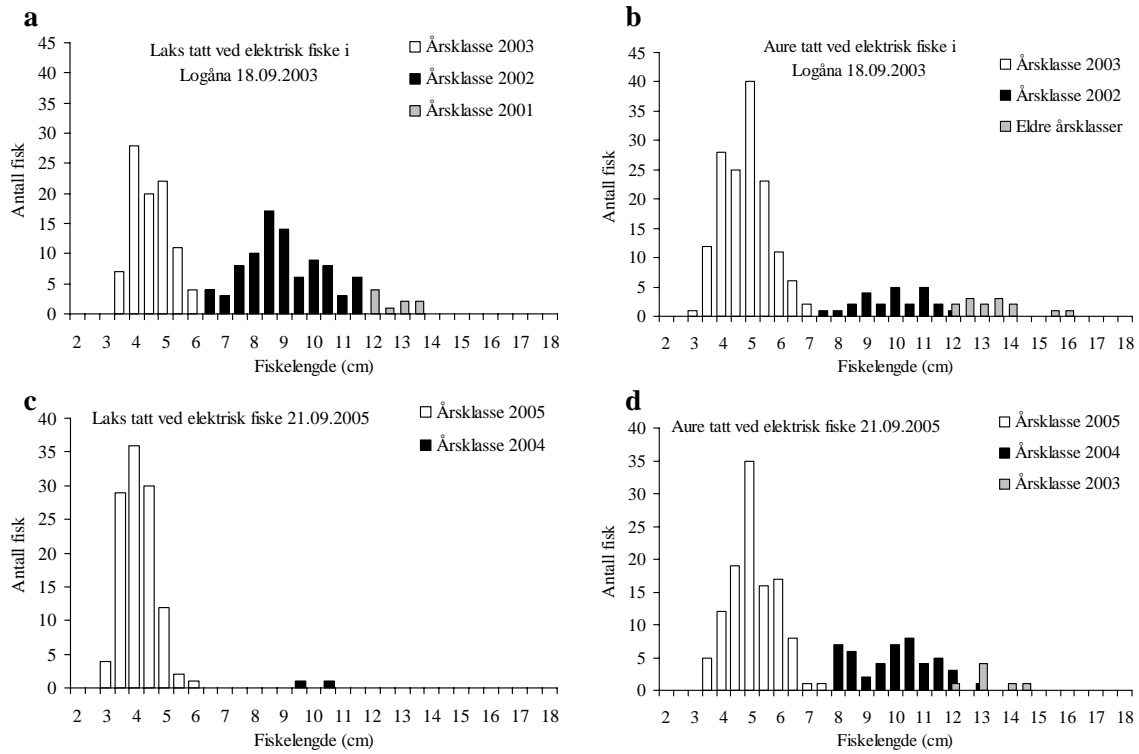 a
Laks tatt ved elektrisk fiske i
Logåna 18.09.2003
Årsklasse 2003
Årsklasse 2002
Årsklasse 2001
Antall fisk
45
40
35
30
25
20
15
10
5
0
2 3 4 5 6 7 8 9 10 11 12 13 14 15 16 17 18
Fiskelengde (cm)
b
Aure tatt ved elektrisk fiske i
Logåna 18.09.2003
Årsklasse 2003
Årsklasse 2002
Eldre årsklasser
Antall fisk
45
40
35
30
25
20
15
10
5
0
2 3 4 5 6 7 8 9 10 11 12 13 14 15 16 17 18
Fiskelengde (cm)
c
Laks tatt ved elektrisk fiske 21.09.2005
Årsklasse 2005
Årsklasse 2004
Antall fisk
40
35
30
25
20
15
10
5
0
2 3 4 5 6 7 8 9 10 11 12 13 14 15 16 17 18
Fiskelengde (cm)
d
Aure tatt ved elektrisk fiske 21.09.2005
Årsklasse 2005
Årsklasse 2004
Årsklasse 2003
Antall fisk
40
35
30
25
20
15
10
5
0
2 3 4 5 6 7 8 9 10 11 12 13 14 15 16 17 18
Fiskelengde (cm)